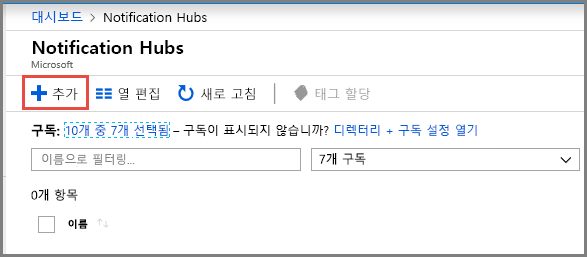 대시보드 > Notification Hubs
Notification Hubs
Microsoft
추가 열 편집 새로 고침 태그 할당
구독: 10개 중 7개 선택됨 – 구독이 표시되지 않습니까? 디렉터리 + 구독 설정 열기
이름으로 필터링... 7개 구독
0개 항목
이름